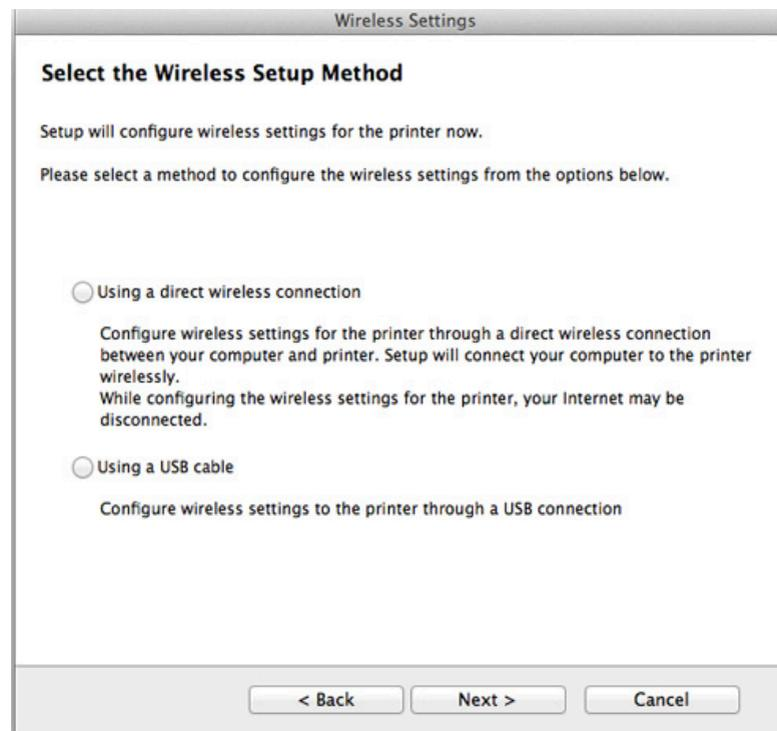 Wireless Settings
Select the Wireless Setup Method
Setup will configure wireless settings for the printer now.
Please select a method to configure the wireless settings from the options below.
Using a direct wireless connection
Configure wireless settings for the printer through a direct wireless connection
between your computer and printer. Setup will connect your computer to the printer
wirelessly.
While configuring the wireless settings for the printer, your Internet may be
disconnected.
Using a USB cable
Configure wireless settings to the printer through a USB connection
< Back Next > Cancel